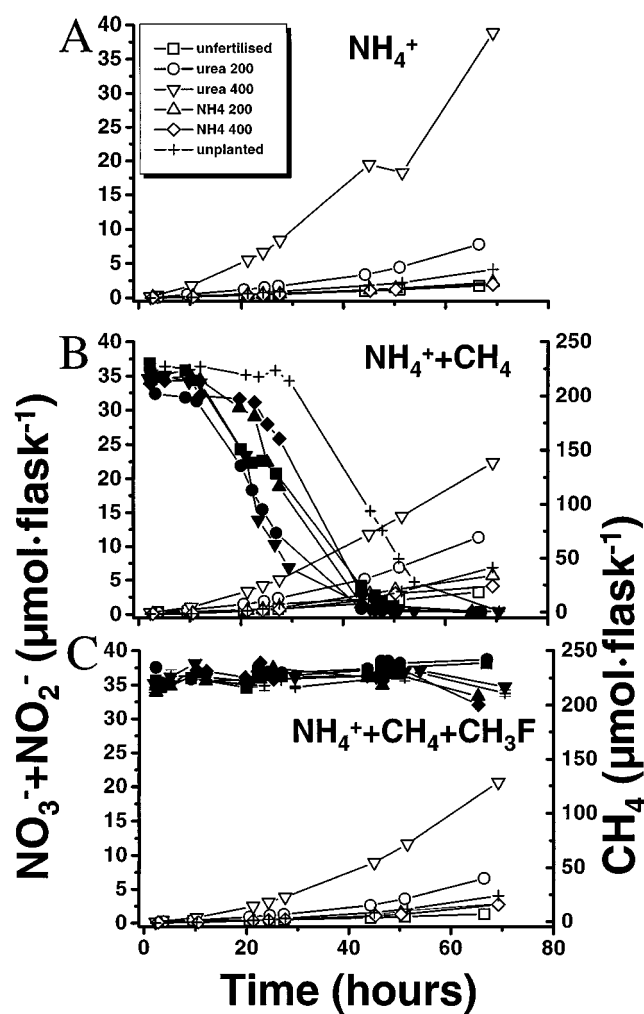 A
NH₄⁺
unfertilised
urea 200
urea 400
NH4 200
NH4 400
unplanted
40
35
30
25
20
15
10
5
0
B
NH₄⁺+CH₄
40
35
30
25
20
15
10
5
0
250
200
150
100
50
0
C
NH₄⁺+CH₄+CH₃F
40
35
30
25
20
15
10
5
0
250
200
150
100
50
0
0 20 40 60 80
NO₃⁻+NO₂⁻ (µmol·flask⁻¹)
CH₄ (µmol·flask⁻¹)
Time (hours)